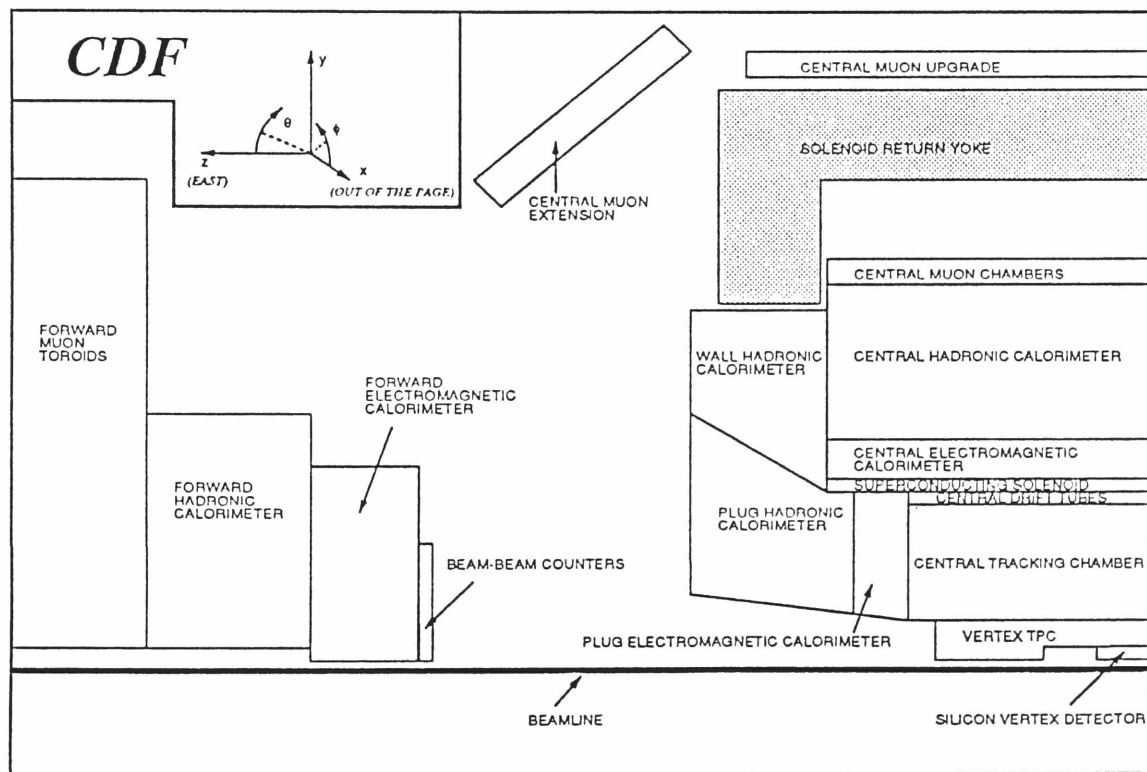 CDF
y
θ
ϕ
z
x
(EAST)
(OUT OF THE PAGE)
CENTRAL MUON
EXTENSION
CENTRAL MUON UPGRADE
SOLENOID RETURN YOKE
CENTRAL MUON CHAMBERS
FORWARD
MUON
TOROIDS
FORWARD
ELECTROMAGNETIC
CALORIMETER
WALL HADRONIC
CALORIMETER
CENTRAL HADRONIC CALORIMETER
CENTRAL ELECTROMAGNETIC
CALORIMETER
SUPERCONDUCTING SOLENOID
CENTRAL DRIFT TUBES
FORWARD
HADRONIC
CALORIMETER
PLUG HADRONIC
CALORIMETER
BEAM-BEAM COUNTERS
CENTRAL TRACKING CHAMBER
PLUG ELECTROMAGNETIC CALORIMETER
VERTEX TPC
BEAMLINE
SILICON VERTEX DETECTOR